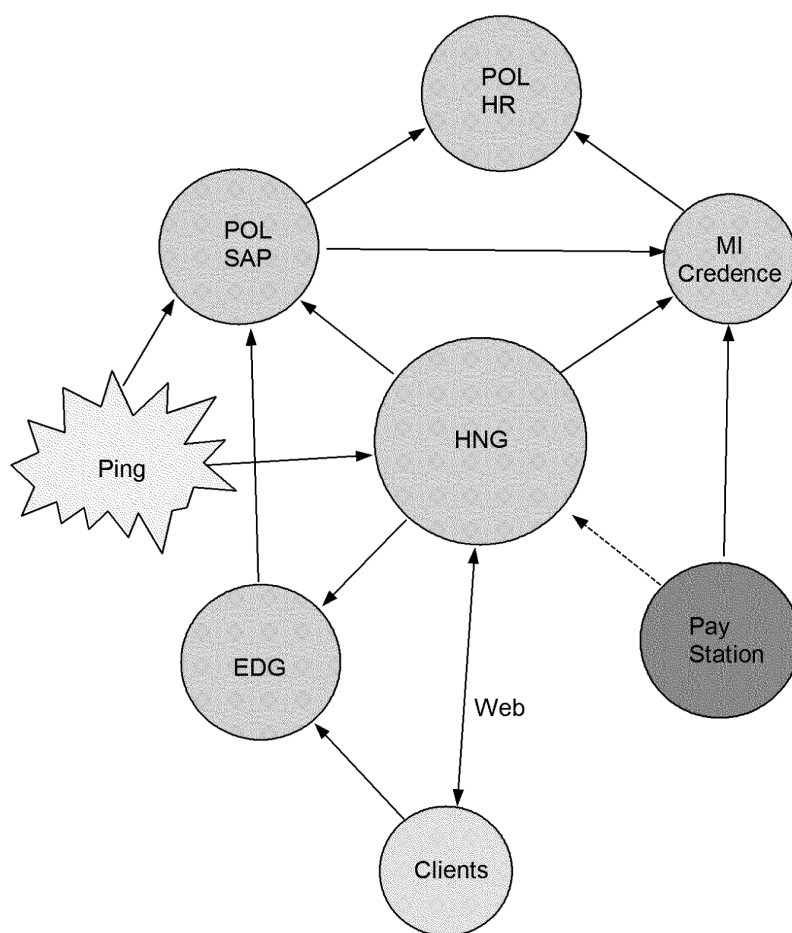 POL
HR
POL
SAP
MI
Credence
HNG
Ping
Pay
Station
EDG
Web
Clients